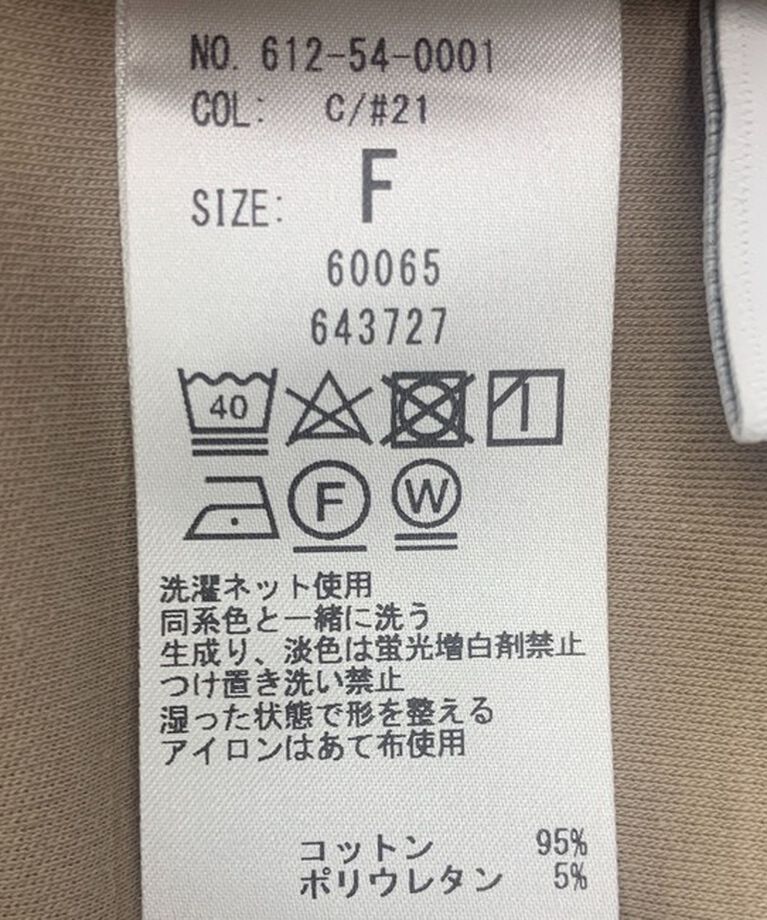 NO. 612-54-0001
COL: C/#21
SIZE: F
60065
643727
40
F W
洗濯ネット使用
同系色と一緒に洗う
生成り、淡色は蛍光増白剤禁止
つけ置き洗い禁止
湿った状態で形を整える
アイロンはあて布使用
コットン 95%
ポリウレタン 5%